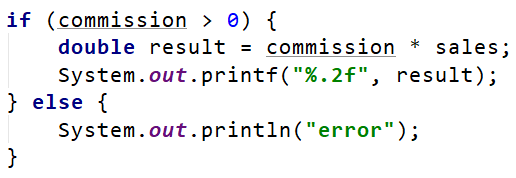 if (commission > 0) {
    double result = commission * sales;
    System.out.printf("%.2f", result);
} else {
    System.out.println("error");
}